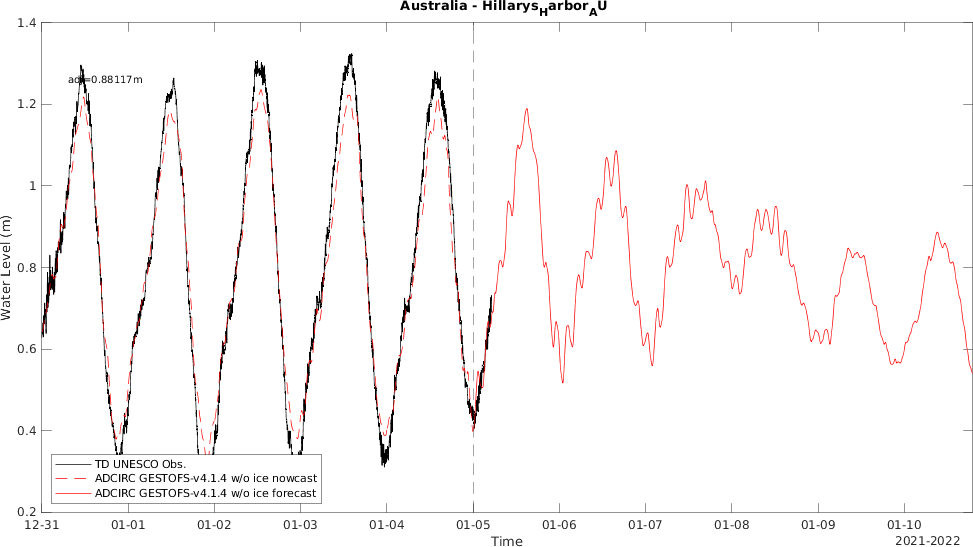 Australia - HillarysHarborAU
1.4
1.2
1
0.8
0.6
0.4
0.2
Water Level (m)
adj=0.88117m
TD UNESCO Obs.
ADCIRC GESTOFS-v4.1.4 w/o ice nowcast
ADCIRC GESTOFS-v4.1.4 w/o ice forecast
12-31 01-01 01-02 01-03 01-04 01-05 01-06 01-07 01-08 01-09 01-10
Time
2021-2022